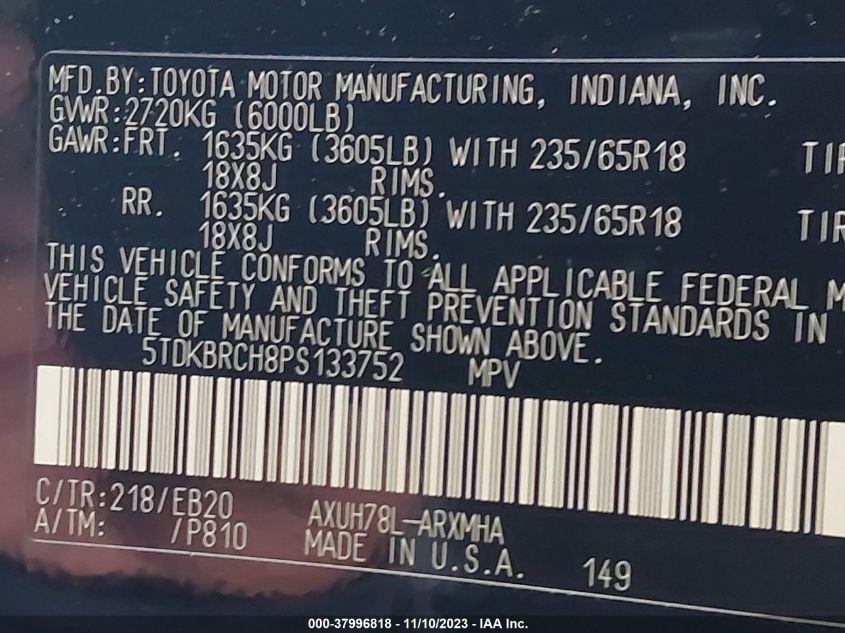 MFD.BY:TOYOTA MOTOR MANUFACTURING, INDIANA, INC.
GVWR:2720KG (6000LB)
GAWR:FRT. 1635KG (3605LB) WITH 235/65R18 TIR
18X8J RIMS.
RR. 1635KG (3605LB) WITH 235/65R18 TIR
18X8J RIMS.
THIS VEHICLE CONFORMS TO ALL APPLICABLE FEDERAL M
VEHICLE SAFETY AND THEFT PREVENTION STANDARDS IN
THE DATE OF MANUFACTURE SHOWN ABOVE.
5TDKBRCH8PS133752 MPV
C/TR:218/EB20 AXUH78L-ARXMHA
A/TM: /P810 MADE IN U.S.A. 149
000-37996818 - 11/10/2023 - IAA Inc.